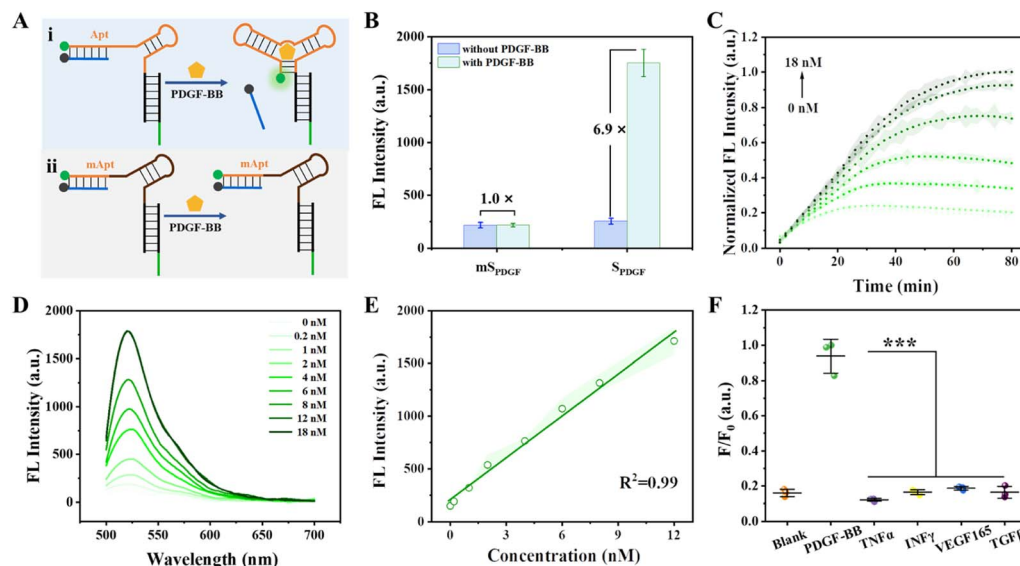 A
i
Apt
PDGF-BB
ii
mApt
mApt
PDGF-BB
B
FL Intensity (a.u.)
2000
1500
1000
500
0
without PDGF-BB
with PDGF-BB
1.0 ×
6.9 ×
mS_PDGF
S_PDGF
C
Normalized FL Intensity (a.u.)
1.2
1.0
0.8
0.6
0.4
0.2
0.0
18 nM
0 nM
0 20 40 60 80
Time (min)
D
FL Intensity (a.u.)
2000
1500
1000
500
0
0 nM
0.2 nM
1 nM
2 nM
4 nM
6 nM
8 nM
12 nM
18 nM
500 550 600 650 700
Wavelength (nm)
E
FL Intensity (a.u.)
2000
1500
1000
500
0
R²=0.99
0 3 6 9 12
Concentration (nM)
F
F/F₀ (a.u.)
1.2
1.0
0.8
0.6
0.4
0.2
0.0
***
Blank
PDGF-BB
TNFα
INFγ
VEGF165